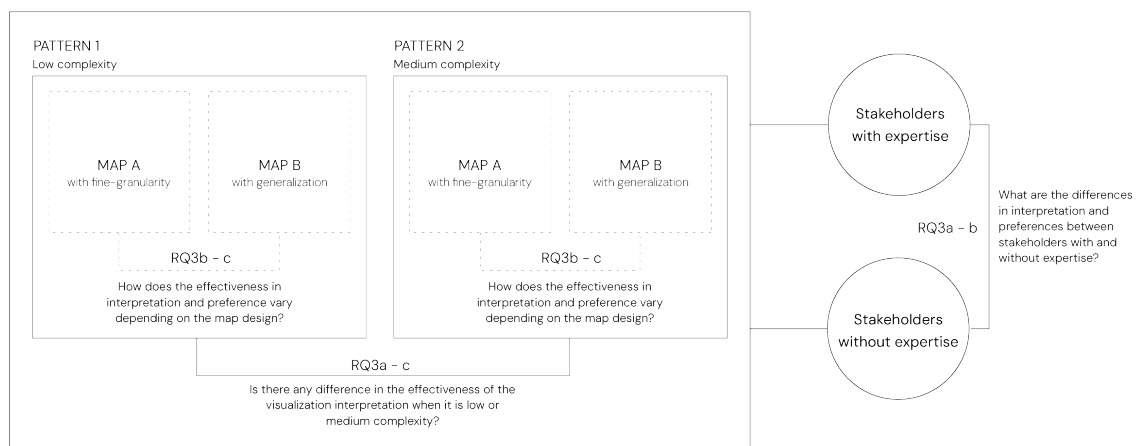 PATTERN 1
Low complexity
MAP A
with fine-granularity
MAP B
with generalization
RQ3b - c
How does the effectiveness in
interpretation and preference vary
depending on the map design?
PATTERN 2
Medium complexity
MAP A
with fine-granularity
MAP B
with generalization
RQ3b - c
How does the effectiveness in
interpretation and preference vary
depending on the map design?
RQ3a - c
Is there any difference in the effectiveness of the
visualization interpretation when it is low or
medium complexity?
Stakeholders
with expertise
RQ3a - b
What are the differences
in interpretation and
preferences between
stakeholders with and
without expertise?
Stakeholders
without expertise